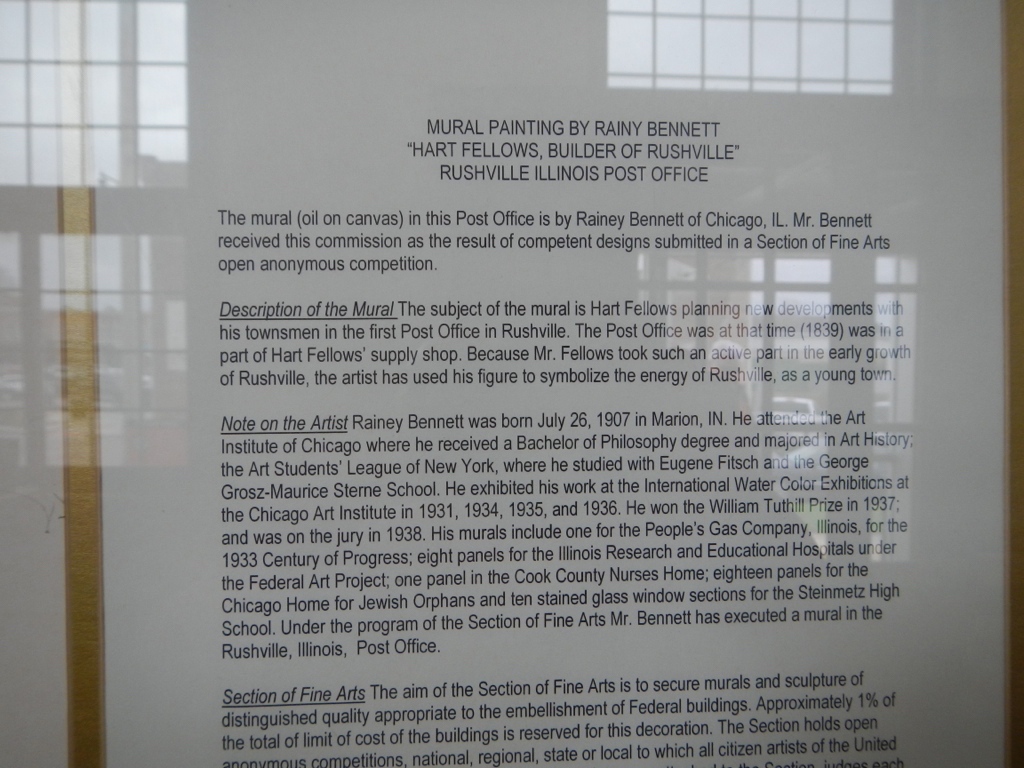 MURAL PAINTING BY RAINY BENNETT
"HART FELLOWS, BUILDER OF RUSHVILLE"
RUSHVILLE ILLINOIS POST OFFICE
The mural (oil on canvas) in this Post Office is by Rainey Bennett of Chicago, IL. Mr. Bennett
received this commission as the result of competent designs submitted in a Section of Fine Arts
open anonymous competition.
Description of the Mural The subject of the mural is Hart Fellows planning new developments with
his townsmen in the first Post Office in Rushville. The Post Office was at that time (1839) was in a
part of Hart Fellows' supply shop. Because Mr. Fellows took such an active part in the early growth
of Rushville, the artist has used his figure to symbolize the energy of Rushville, as a young town.
Note on the Artist Rainey Bennett was born July 26, 1907 in Marion, IN. He attended the Art
Institute of Chicago where he received a Bachelor of Philosophy degree and majored in Art History;
the Art Students' League of New York, where he studied with Eugene Fitsch and the George
Grosz-Maurice Sterne School. He exhibited his work at the International Water Color Exhibitions at
the Chicago Art Institute in 1931, 1934, 1935, and 1936. He won the William Tuthill Prize in 1937;
and was on the jury in 1938. His murals include one for the People's Gas Company, Illinois, for the
1933 Century of Progress; eight panels for the Illinois Research and Educational Hospitals under
the Federal Art Project; one panel in the Cook County Nurses Home; eighteen panels for the
Chicago Home for Jewish Orphans and ten stained glass window sections for the Steinmetz High
School. Under the program of the Section of Fine Arts Mr. Bennett has executed a mural in the
Rushville, Illinois, Post Office.
Section of Fine Arts The aim of the Section of Fine Arts is to secure murals and sculpture of
distinguished quality appropriate to the embellishment of Federal buildings. Approximately 1% of
the total of limit of cost of the buildings is reserved for this decoration. The Section holds open
anonymous competitions, national, regional, state or local to which all citizen artists of the United
to the Section, judges each